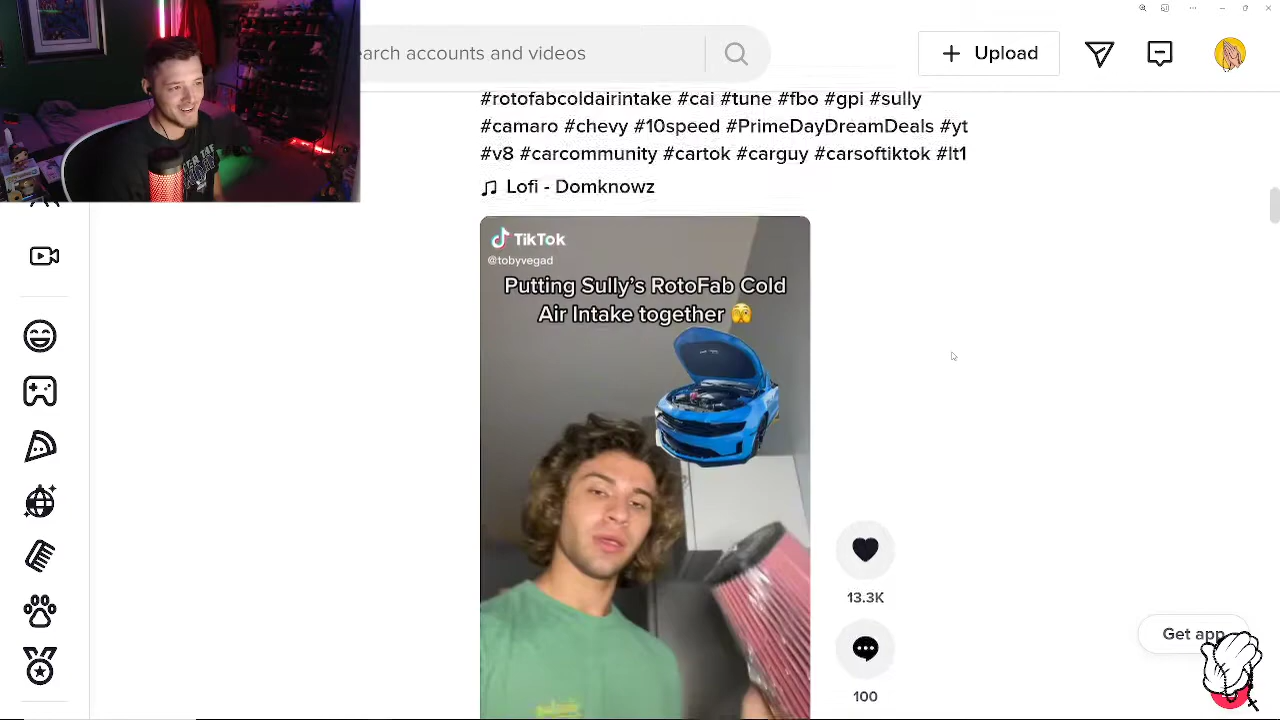 earch accounts and videos
Upload
#rotofabcoldairintake #cai #tune #fbo #gpi #sully
#camaro #chevy #10speed #PrimeDayDreamDeals #yt
#v8 #carcommunity #cartok #carguy #carsoftiktok #lt1
Lofi - Domknowz
TikTok
@tobyvegad
Putting Sully's RotoFab Cold
Air Intake together
13.3K
100
Get app